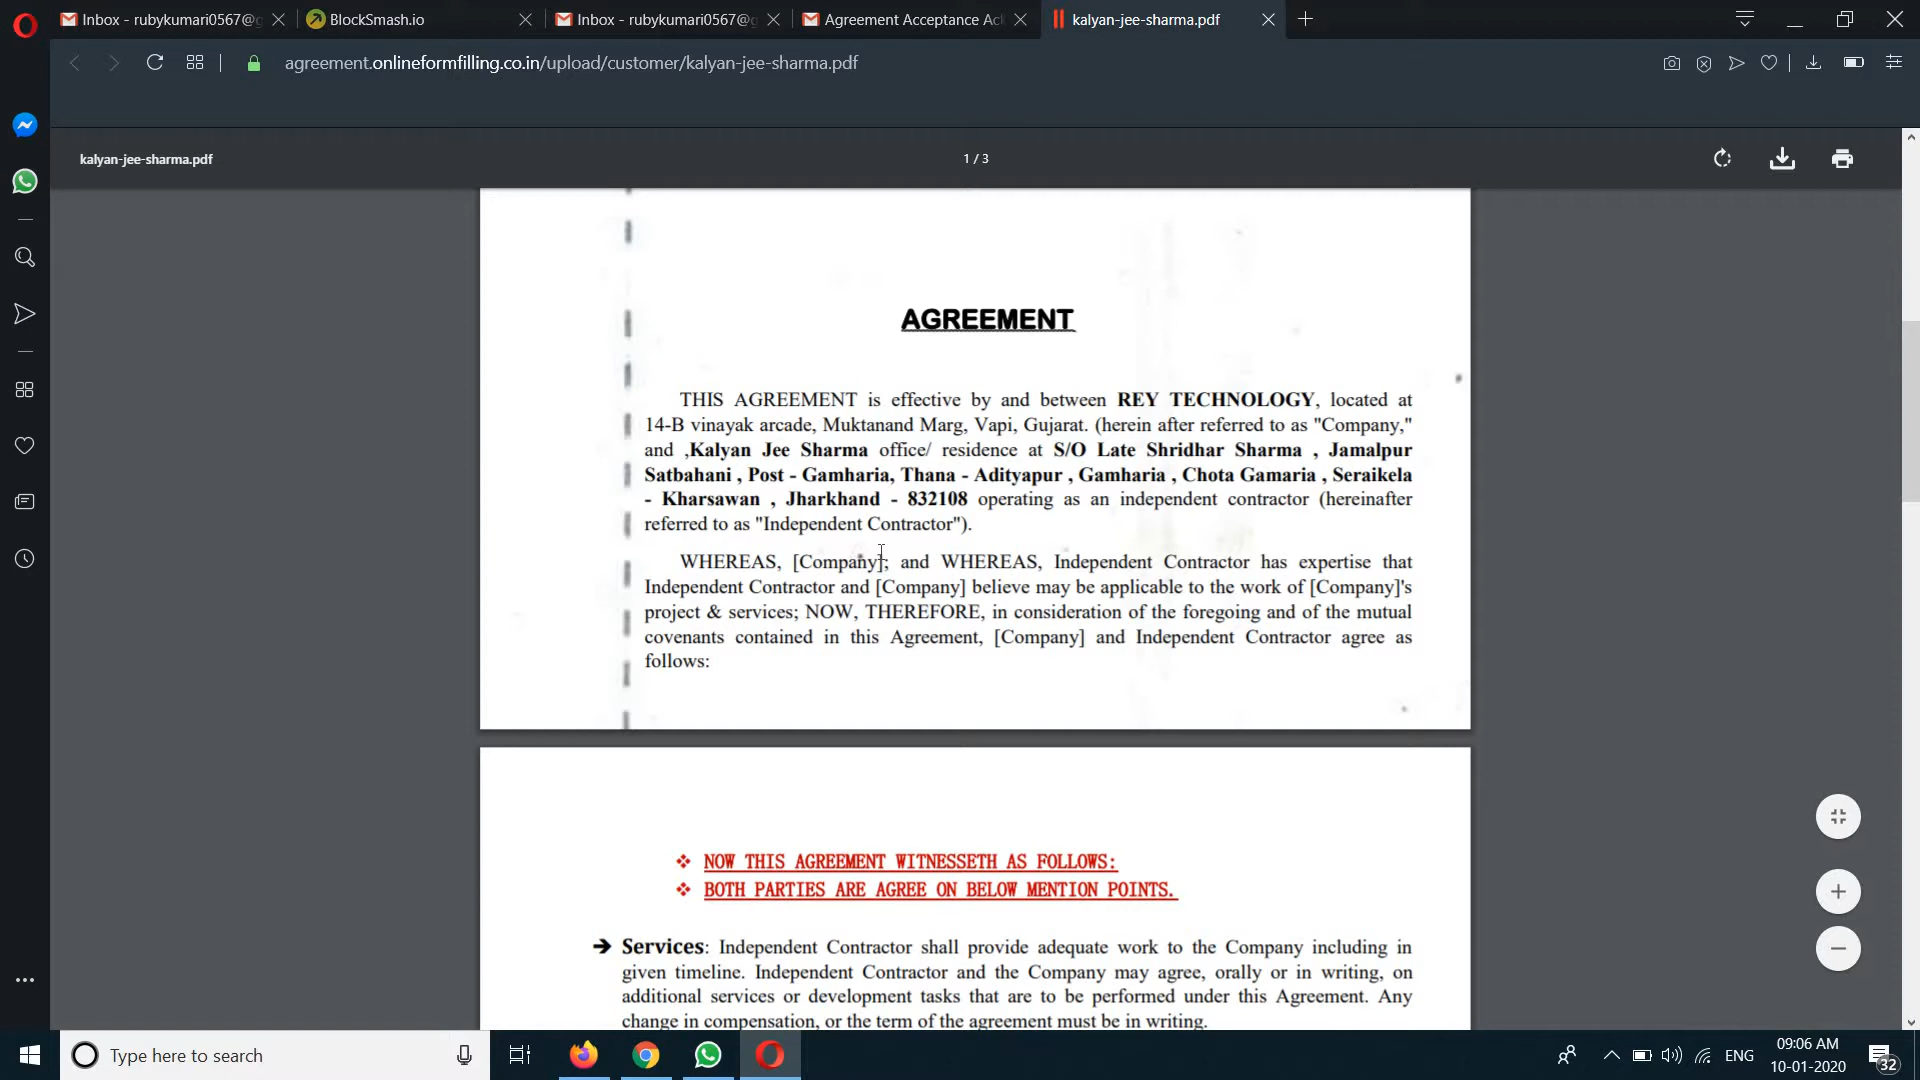 Inbox - rubykumari0567@g
BlockSmash.io
Inbox - rubykumari0567@g
Agreement Acceptance Ac
kalyan-jee-sharma.pdf
agreement.onlineformfilling.co.in/upload/customer/kalyan-jee-sharma.pdf
kalyan-jee-sharma.pdf
1 / 3
AGREEMENT
THIS AGREEMENT is effective by and between REY TECHNOLOGY, located at
14-B vinayak arcade, Muktanand Marg, Vapi, Gujarat. (herein after referred to as "Company,"
and ,Kalyan Jee Sharma office/ residence at S/O Late Shridhar Sharma , Jamalpur
Satbahani , Post - Gamharia, Thana - Adityapur , Gamharia , Chota Gamaria , Seraikela
- Kharsawan , Jharkhand - 832108 operating as an independent contractor (hereinafter
referred to as "Independent Contractor").
WHEREAS, [Company]; and WHEREAS, Independent Contractor has expertise that
Independent Contractor and [Company] believe may be applicable to the work of [Company]'s
project & services; NOW, THEREFORE, in consideration of the foregoing and of the mutual
covenants contained in this Agreement, [Company] and Independent Contractor agree as
follows:
❖ NOW THIS AGREEMENT WITNESSETH AS FOLLOWS:
❖ BOTH PARTIES ARE AGREE ON BELOW MENTION POINTS.
➔ Services: Independent Contractor shall provide adequate work to the Company including in
given timeline. Independent Contractor and the Company may agree, orally or in writing, on
additional services or development tasks that are to be performed under this Agreement. Any
change in compensation, or the term of the agreement must be in writing.
Type here to search
ENG
09:06 AM
10-01-2020
32